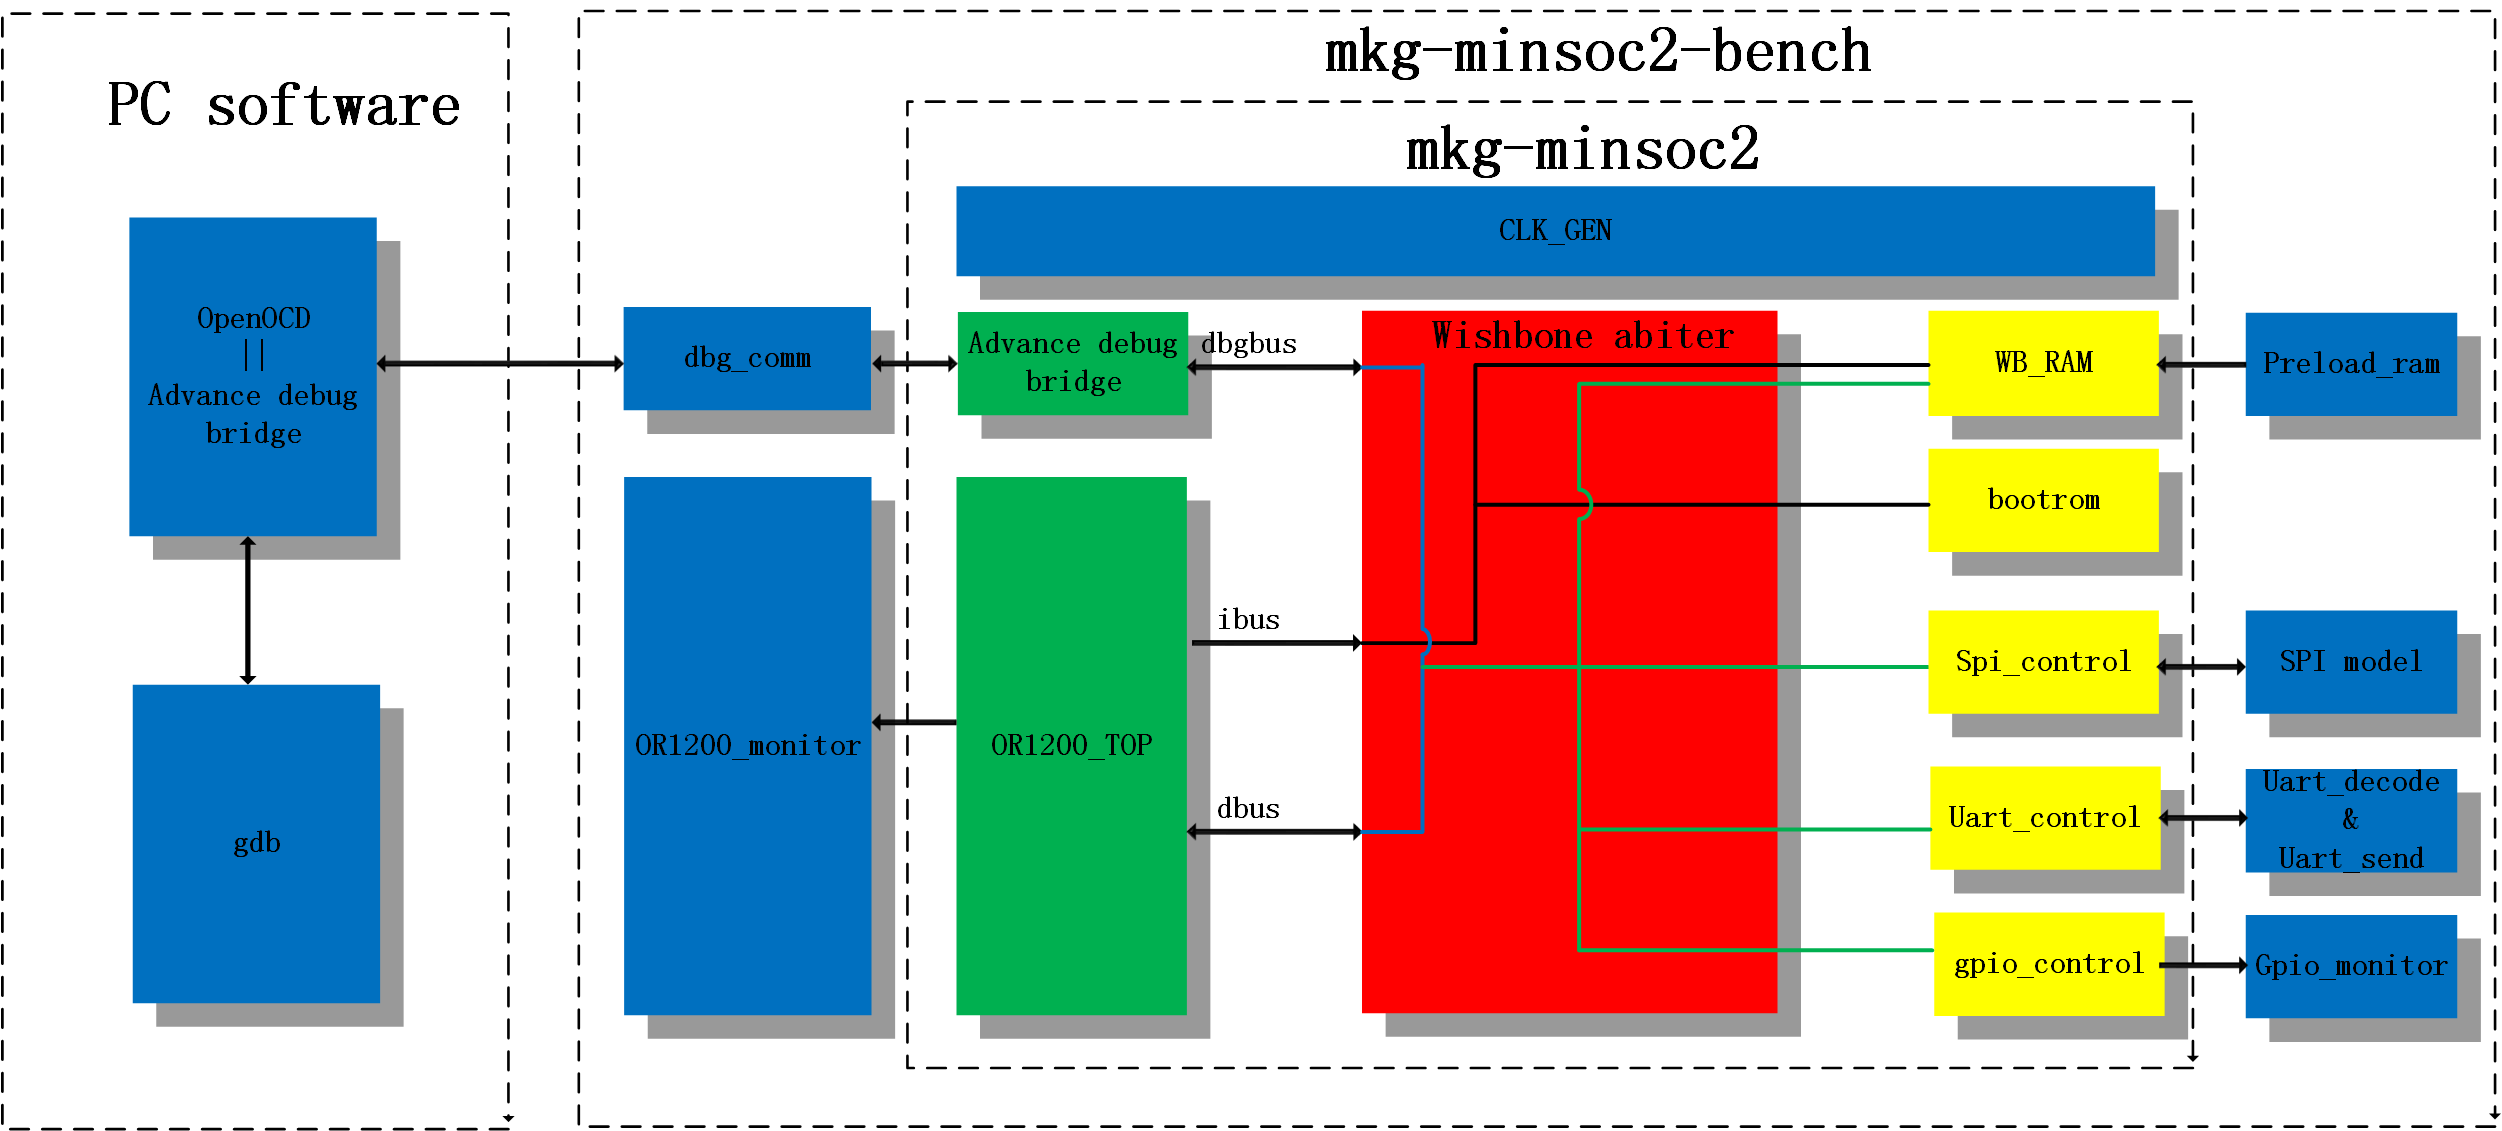 mkg-minsoc2-bench
PC software
mkg-minsoc2
CLK_GEN
OpenOCD
||
Advance debug
bridge
dbg_comm
Advance debug
bridge
dbgbus
Wishbone abiter
WB_RAM
Preload_ram
bootrom
ibus
Spi_control
SPI model
OR1200_monitor
OR1200_TOP
dbus
Uart_control
Uart_decode
&
Uart_send
gdb
gpio_control
Gpio_monitor